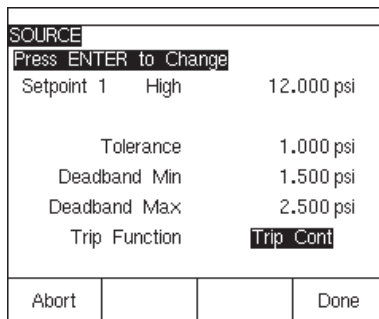 SOURCE
Press ENTER to Change
Setpoint 1 High 12.000 psi
Tolerance 1.000 psi
Deadband Min 1.500 psi
Deadband Max 2.500 psi
Trip Function Trip Cont
Abort Done